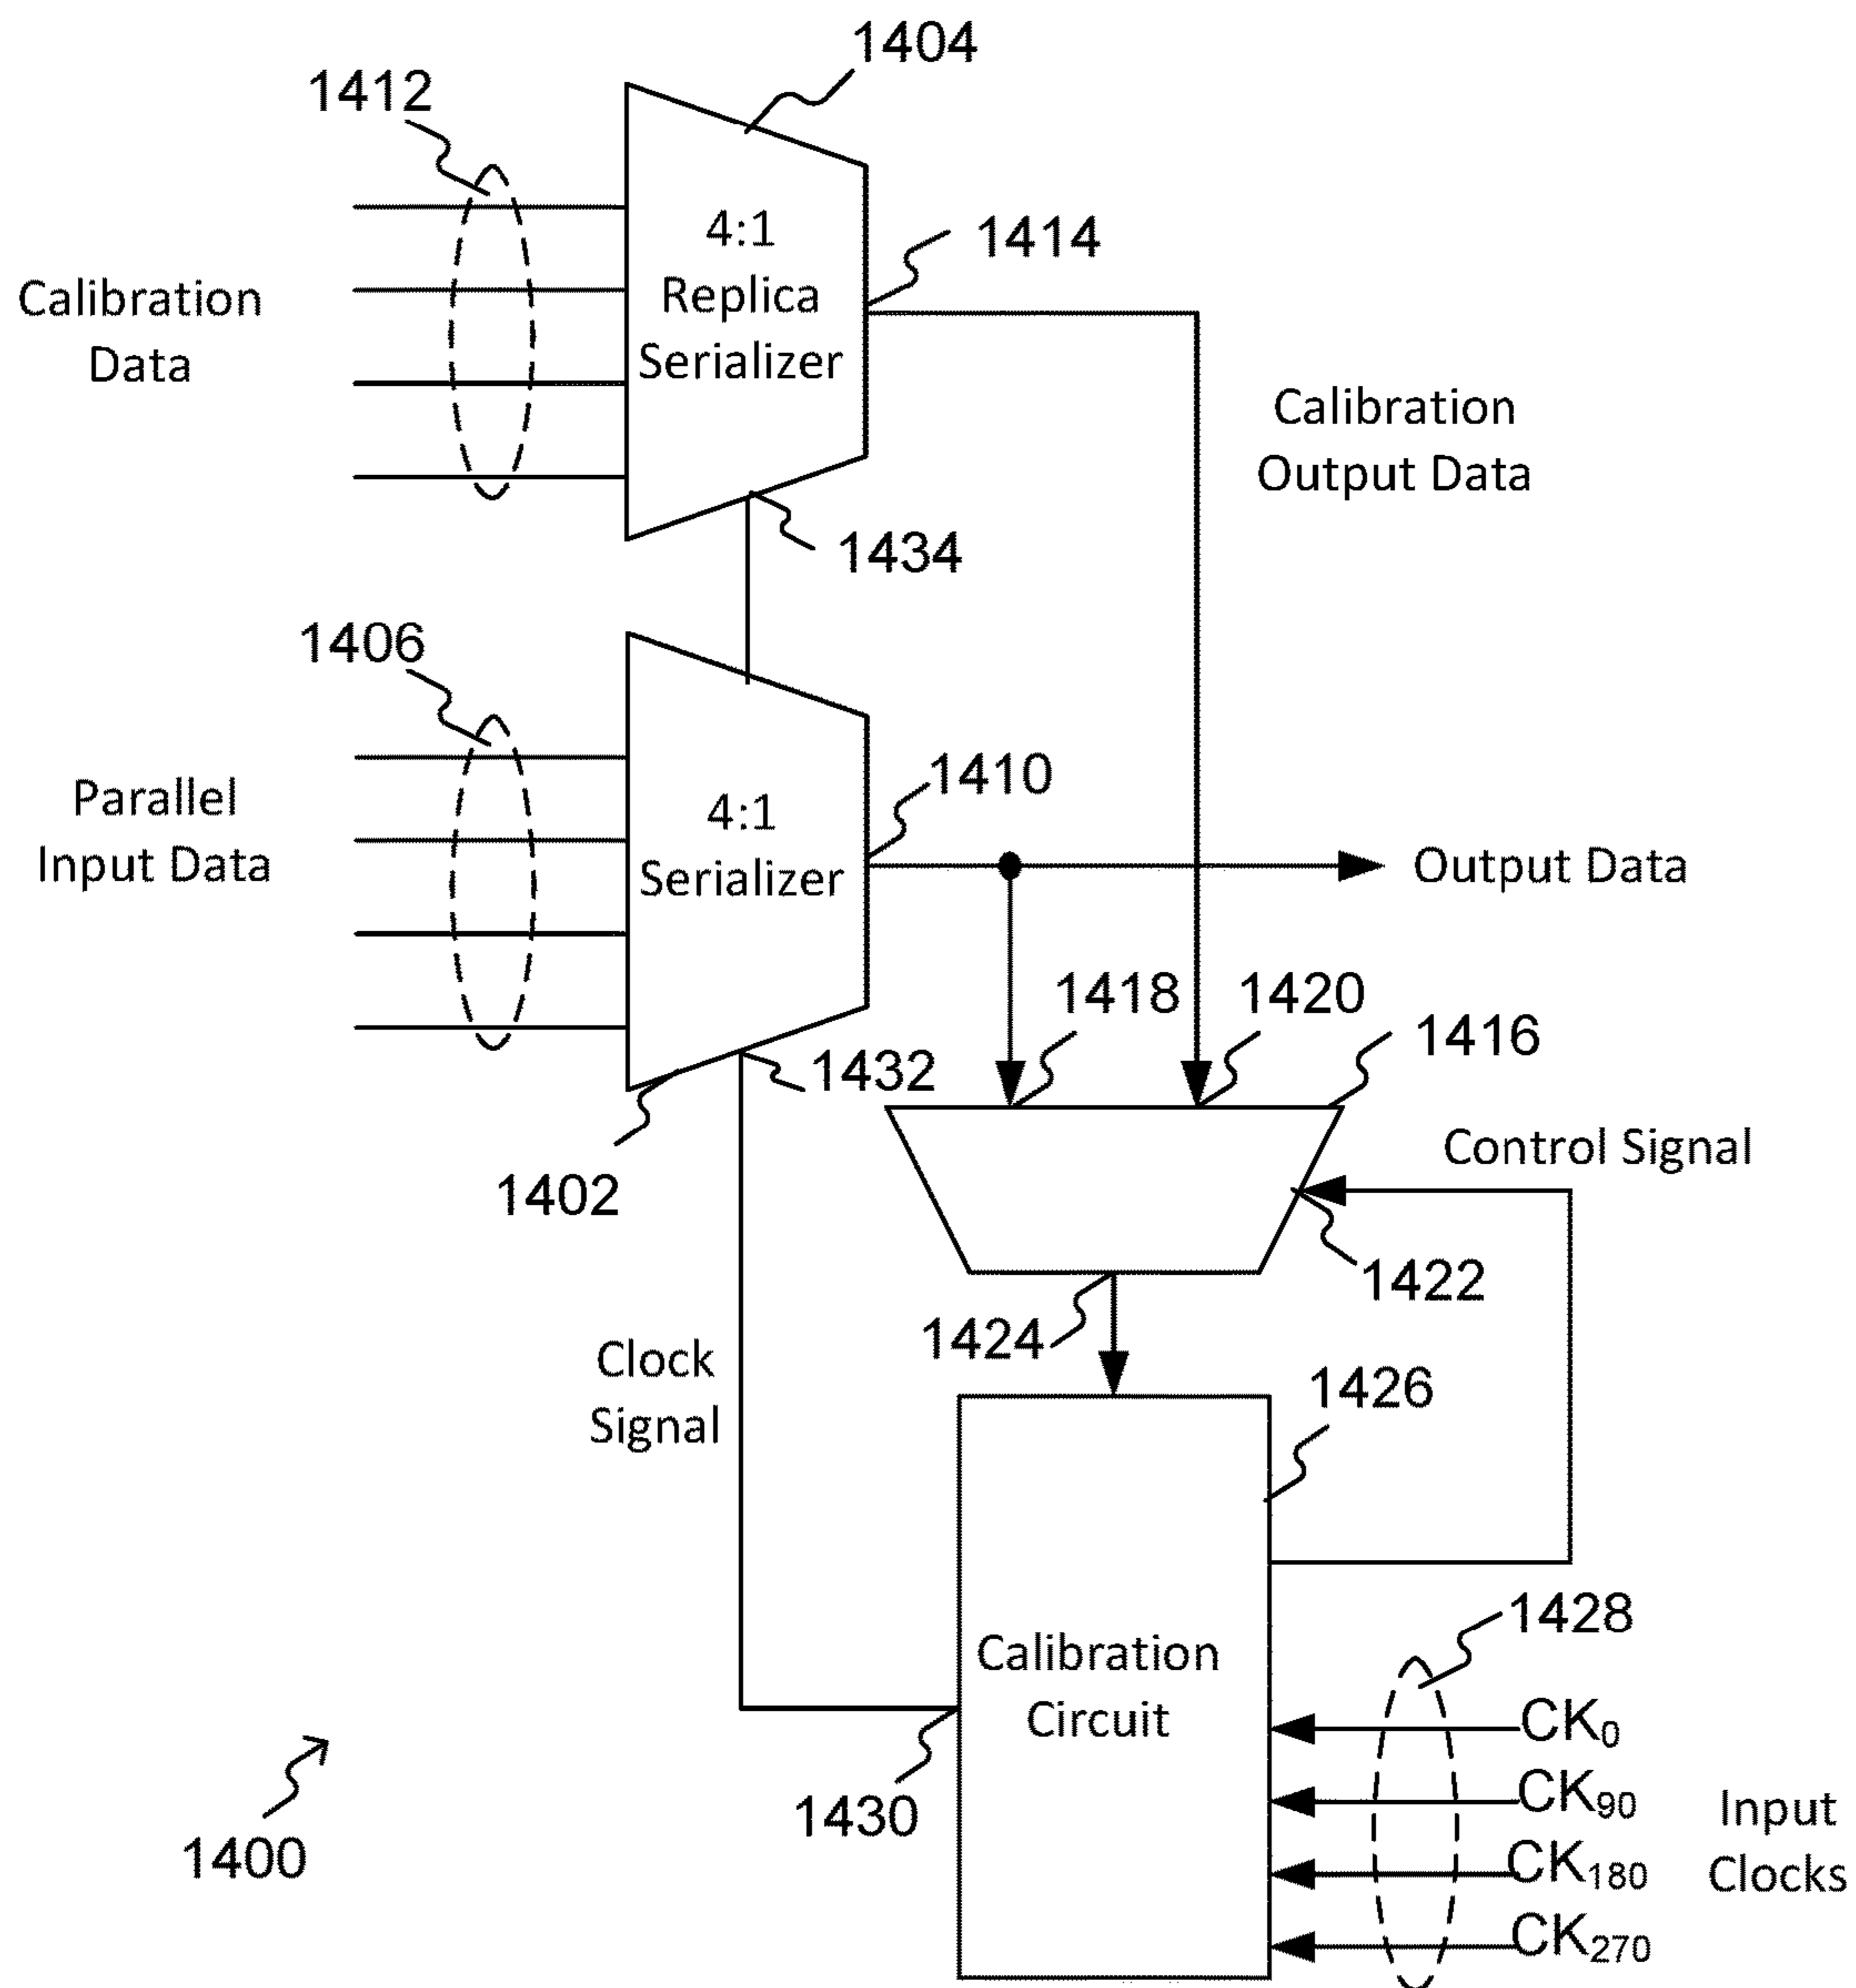 1404
1412
4:1
Replica
Serializer
1414
Calibration
Data
Calibration
Output Data
1434
1406
Parallel
Input Data
4:1
Serializer
1410
Output Data
1418
1420
1416
1432
1402
Control Signal
1422
1424
Clock
Signal
1426
1428
Calibration
Circuit
CK0
CK90
CK180
CK270
Input
Clocks
1430
1400